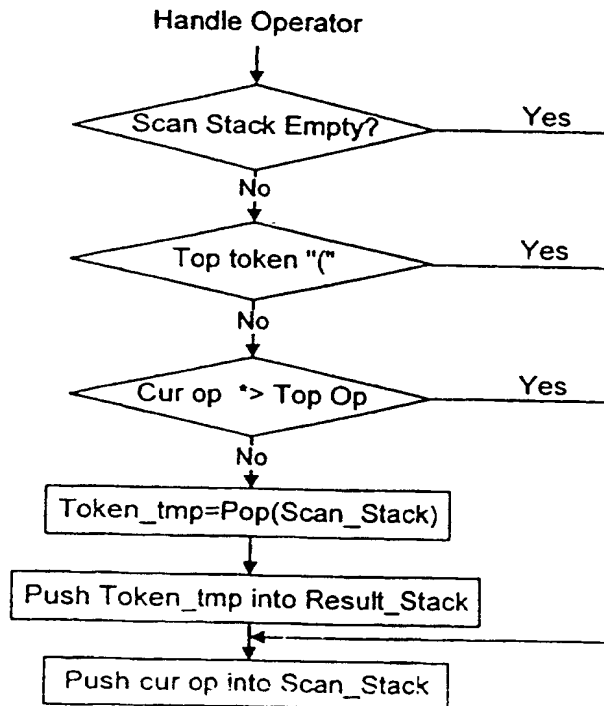 Handle Operator
Scan Stack Empty?
Yes
No
Top token "("
Yes
No
Cur op *> Top Op
Yes
No
Token_tmp=Pop(Scan_Stack)
Push Token_tmp into Result_Stack
Push cur op into Scan_Stack